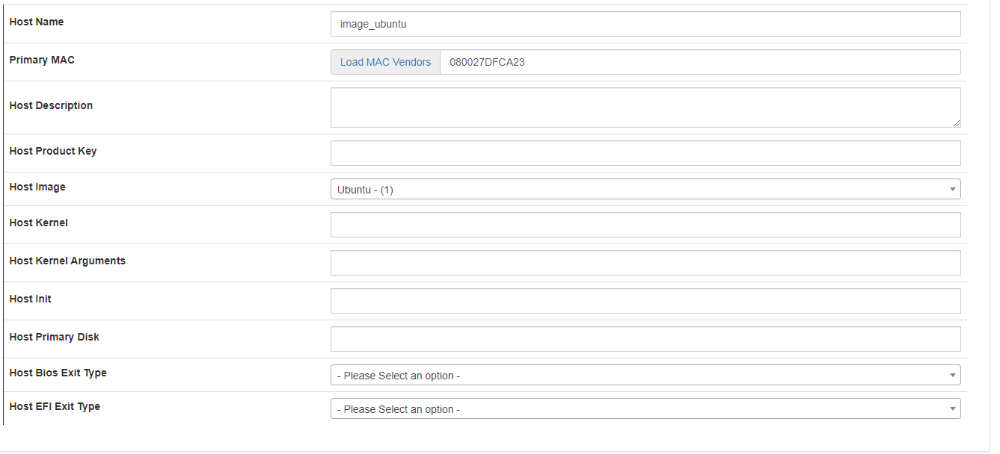 Host Name
image_ubuntu
Primary MAC
Load MAC Vendors 080027DFCA23
Host Description
Host Product Key
Host Image
Ubuntu - (1)
Host Kernel
Host Kernel Arguments
Host Init
Host Primary Disk
Host Bios Exit Type
- Please Select an option -
Host EFI Exit Type
- Please Select an option -